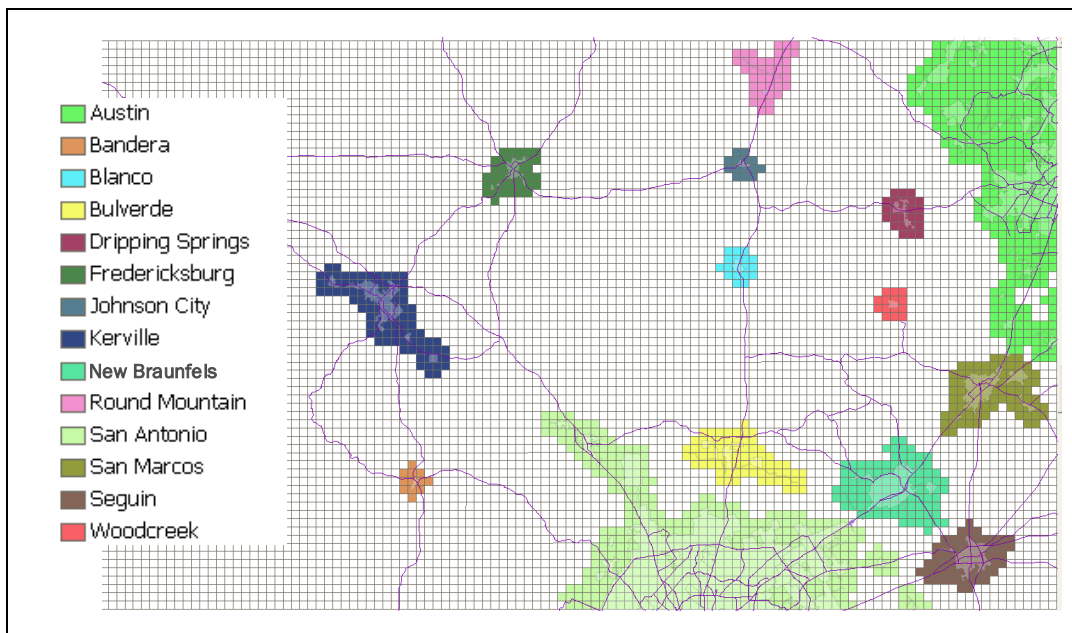 Austin
Bandera
Blanco
Bulverde
Dripping Springs
Fredericksburg
Johnson City
Kerville
New Braunfels
Round Mountain
San Antonio
San Marcos
Seguin
Woodcreek